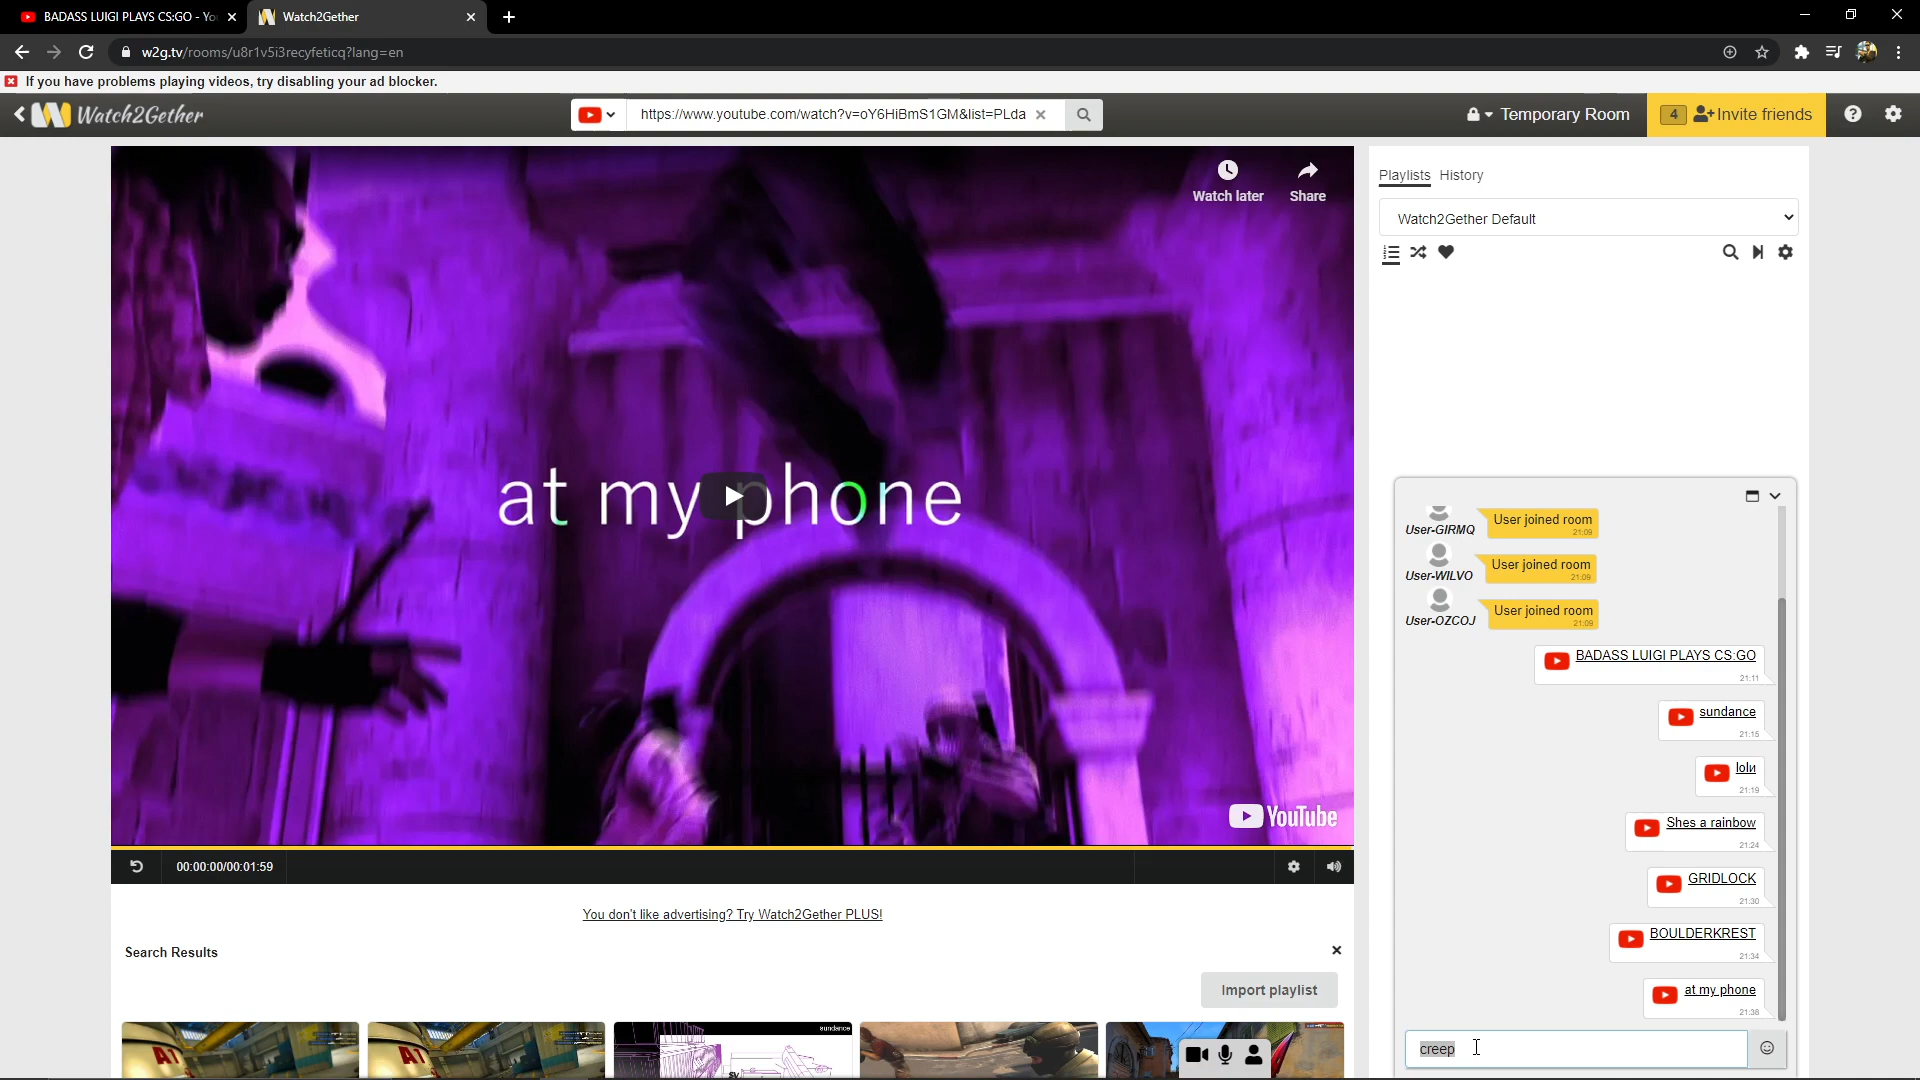 BADASS LUIGI PLAYS CS:GO - Yo
Watch2Gether
w2g.tv/rooms/u8r1v5i3recyfeticq?lang=en
If you have problems playing videos, try disabling your ad blocker.
Watch2Gether
https://www.youtube.com/watch?v=oY6HiBmS1GM&list=PLda
Temporary Room
4
Invite friends
Watch later
Share
at my phone
YouTube
00:00:00/00:01:59
You don't like advertising? Try Watch2Gether PLUS!
Search Results
Import playlist
A1
A1
sundance
Playlists
History
Watch2Gether Default
User-GIRMQ
User joined room
21:09
User-WILVO
User joined room
21:09
User-OZCOJ
User joined room
21:09
BADASS LUIGI PLAYS CS:GO
21:11
sundance
21:15
lolи
21:19
Shes a rainbow
21:24
GRIDLOCK
21:30
BOULDERKREST
21:34
at my phone
21:38
creep